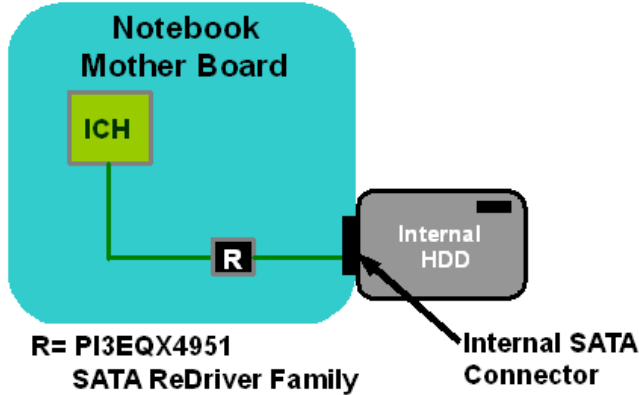 Notebook
Mother Board
ICH
R
Internal
HDD
R= PI3EQX4951
SATA ReDriver Family
Internal SATA
Connector